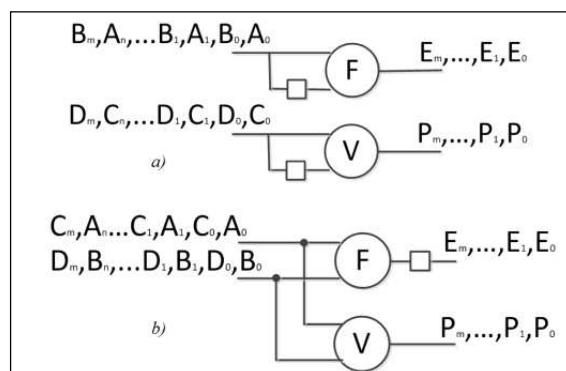 Bₘ,Aₙ,...B₁,A₁,B₀,A₀
F
Eₘ,...,E₁,E₀
Dₘ,Cₙ,...D₁,C₁,D₀,C₀
V
Pₘ,...,P₁,P₀
a)
Cₘ,Aₙ...C₁,A₁,C₀,A₀
Dₘ,Bₙ,...D₁,B₁,D₀,B₀
F
Eₘ,...,E₁,E₀
b)
V
Pₘ,...,P₁,P₀